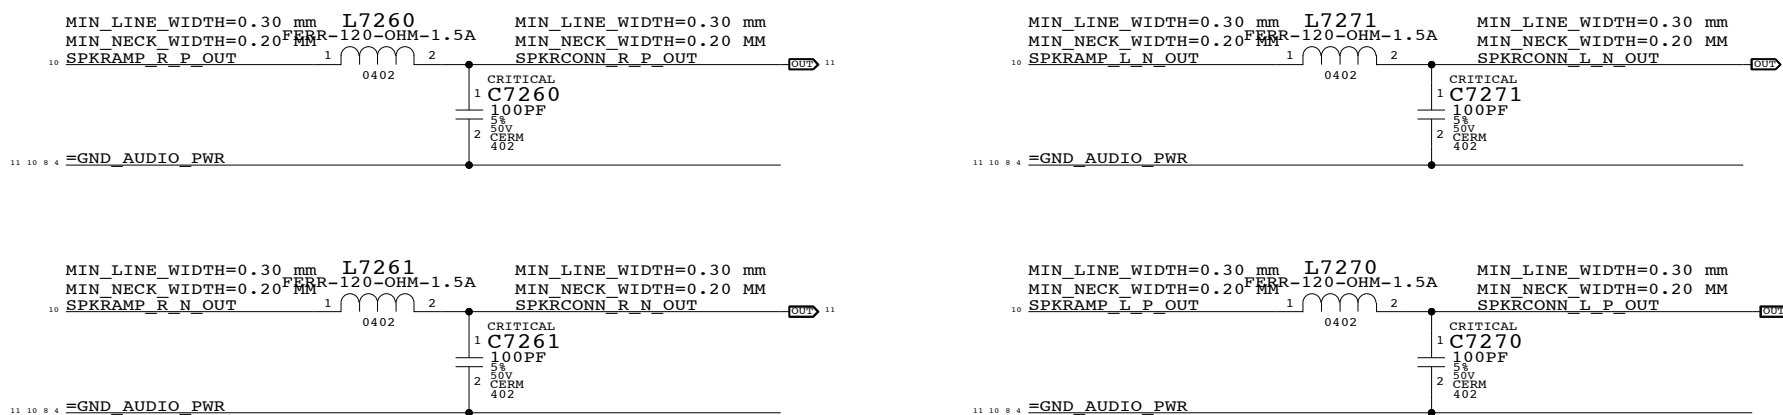 MIN_LINE_WIDTH=0.30 mm
MIN_NECK_WIDTH=0.20 MM
SPKRAMP_R_P_OUT
10
L7260
FERR-120-OHM-1.5A
1
2
0402
MIN_LINE_WIDTH=0.30 mm
MIN_NECK_WIDTH=0.20 MM
SPKRCONN_R_P_OUT
OUT
11
CRITICAL
1
C7260
100PF
5%
50V
2
CERM
402
11 10 8 4
=GND_AUDIO_PWR
MIN_LINE_WIDTH=0.30 mm
MIN_NECK_WIDTH=0.20 MM
SPKRAMP_L_N_OUT
10
L7271
FERR-120-OHM-1.5A
1
2
0402
MIN_LINE_WIDTH=0.30 mm
MIN_NECK_WIDTH=0.20 MM
SPKRCONN_L_N_OUT
OUT
CRITICAL
1
C7271
100PF
5%
50V
2
CERM
402
11 10 8 4
=GND_AUDIO_PWR
MIN_LINE_WIDTH=0.30 mm
MIN_NECK_WIDTH=0.20 MM
SPKRAMP_R_N_OUT
10
L7261
FERR-120-OHM-1.5A
1
2
0402
MIN_LINE_WIDTH=0.30 mm
MIN_NECK_WIDTH=0.20 MM
SPKRCONN_R_N_OUT
OUT
11
CRITICAL
1
C7261
100PF
5%
50V
2
CERM
402
11 10 8 4
=GND_AUDIO_PWR
MIN_LINE_WIDTH=0.30 mm
MIN_NECK_WIDTH=0.20 MM
SPKRAMP_L_P_OUT
10
L7270
FERR-120-OHM-1.5A
1
2
0402
MIN_LINE_WIDTH=0.30 mm
MIN_NECK_WIDTH=0.20 MM
SPKRCONN_L_P_OUT
OUT
CRITICAL
1
C7270
100PF
5%
50V
2
CERM
402
11 10 8 4
=GND_AUDIO_PWR